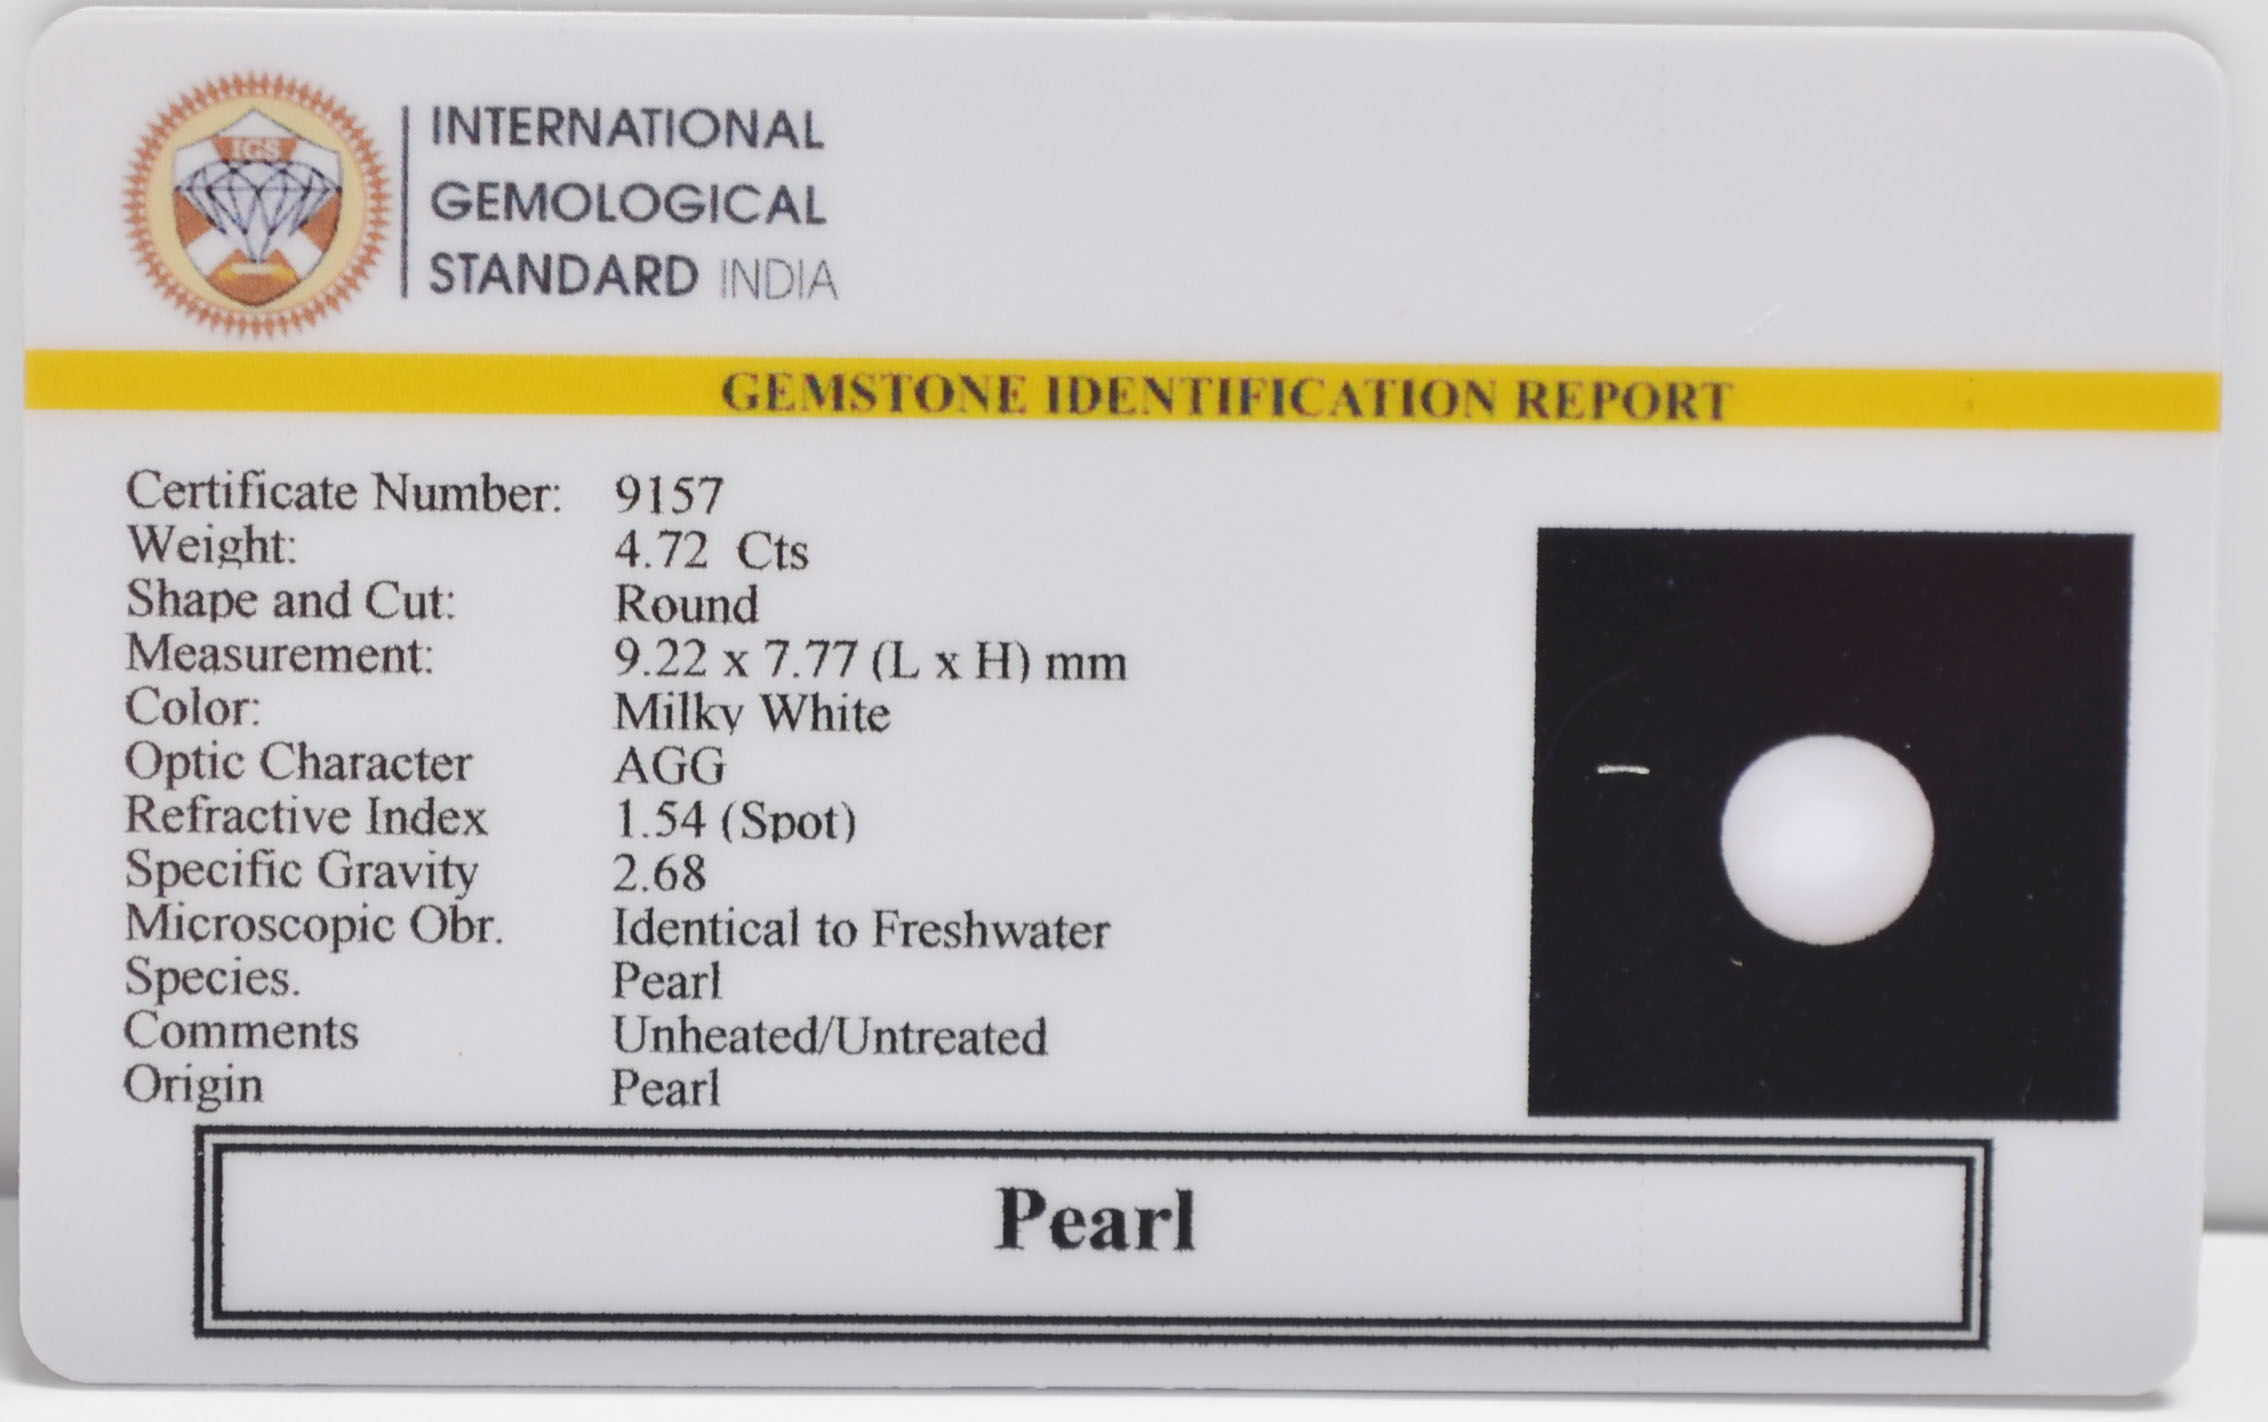 IGS
INTERNATIONAL
GEMOLOGICAL
STANDARD INDIA
GEMSTONE IDENTIFICATION REPORT
Certificate Number: 9157
Weight: 4.72 Cts
Shape and Cut: Round
Measurement: 9.22 x 7.77 (L x H) mm
Color: Milky White
Optic Character AGG
Refractive Index 1.54 (Spot)
Specific Gravity 2.68
Microscopic Obr. Identical to Freshwater
Species. Pearl
Comments Unheated/Untreated
Origin Pearl
Pearl